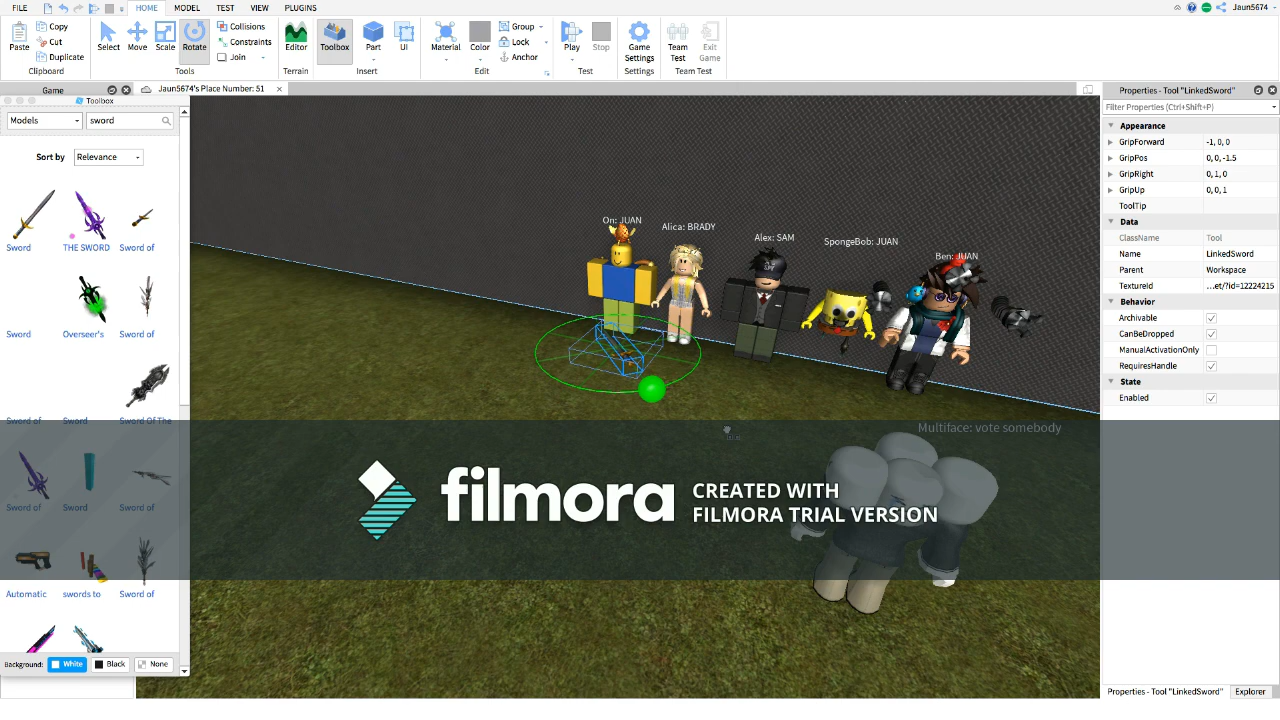 FILE
HOME
MODEL
TEST
VIEW
PLUGINS
Jaun5674
Paste
Copy
Cut
Duplicate
Clipboard
Select
Move
Scale
Rotate
Collisions
Constraints
Join
Tools
Editor
Terrain
Toolbox
Part
UI
Insert
Material
Color
Group
Lock
Anchor
Edit
Play
Stop
Test
Game
Settings
Settings
Team
Test
Exit
Game
Team Test
Game
Jaun5674's Place Number: 51
Toolbox
Models
sword
Sort by
Relevance
Sword
THE SWORD
Sword of
Sword
Overseer's
Sword of
Sword of
Sword
Sword Of The
Sword of
Sword
Sword of
Automatic
swords to
Sword of
Background:
White
Black
None
On: JUAN
Alica: BRADY
Alex: SAM
SpongeBob: JUAN
Ben: JUAN
Multiface: vote somebody
filmora
CREATED WITH
FILMORA TRIAL VERSION
Properties - Tool "LinkedSword"
Filter Properties (Ctrl+Shift+P)
Appearance
GripForward -1, 0, 0
GripPos 0, 0, -1.5
GripRight 0, 1, 0
GripUp 0, 0, 1
ToolTip
Data
ClassName Tool
Name LinkedSword
Parent Workspace
TextureId ...et/?id=12224215
Behavior
Archivable
CanBeDropped
ManualActivationOnly
RequiresHandle
State
Enabled
Properties - Tool "LinkedSword"
Explorer